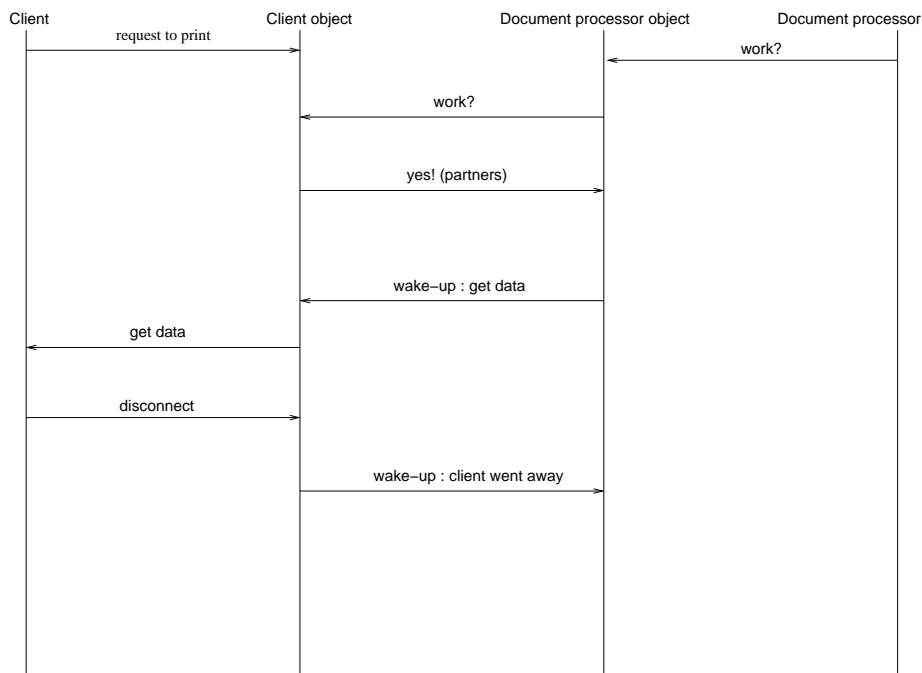 Client
Client object
Document processor object
Document processor
request to print
work?
work?
yes! (partners)
wake−up : get data
get data
disconnect
wake−up : client went away